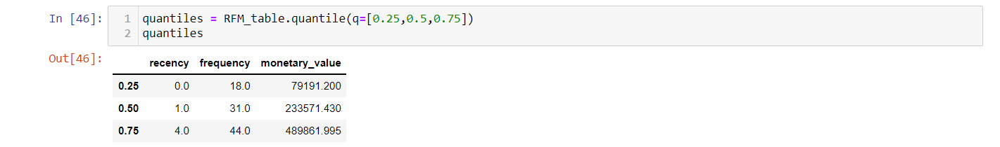 In [46]: 1 quantiles = RFM_table.quantile(q=[0.25,0.5,0.75])
2 quantiles
Out[46]:
recency frequency monetary_value
0.25 0.0 18.0 79191.200
0.50 1.0 31.0 233571.430
0.75 4.0 44.0 489861.995